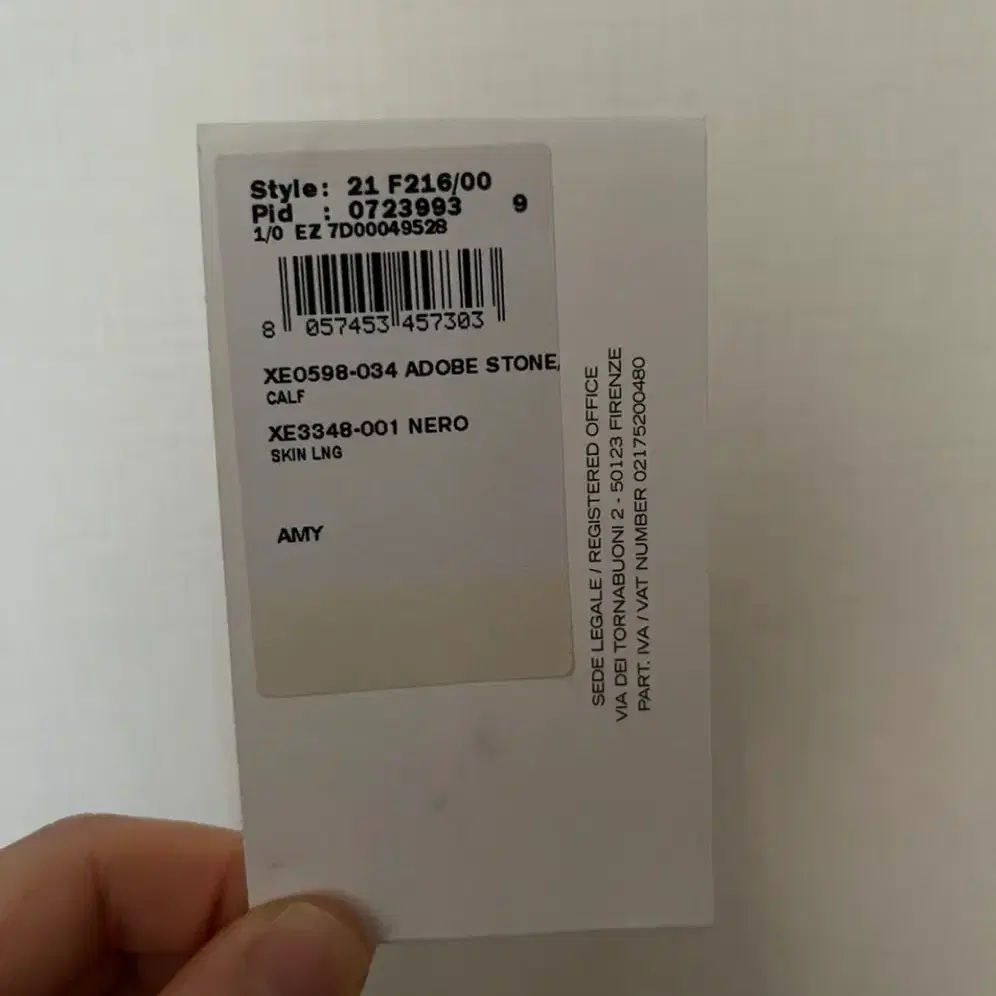 Style: 21 F216/00
Pid : 0723993 9
1/0 EZ 7D00049528
8 057453 457303
XE0598-034 ADOBE STONE,
CALF
XE3348-001 NERO
SKIN LNG
AMY
SEDE LEGALE / REGISTERED OFFICE
VIA DEI TORNABUONI 2 - 50123 FIRENZE
PART. IVA / VAT NUMBER 02175200480